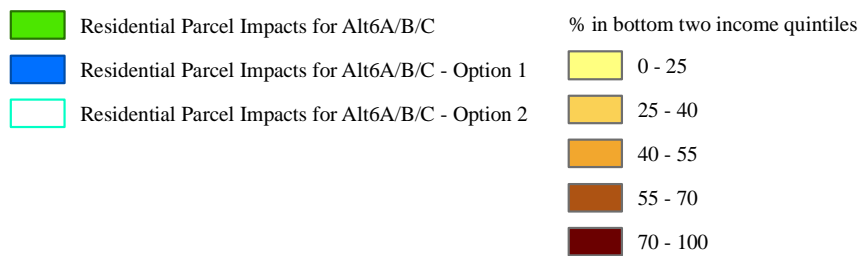 Residential Parcel Impacts for Alt6A/B/C
Residential Parcel Impacts for Alt6A/B/C - Option 1
Residential Parcel Impacts for Alt6A/B/C - Option 2
% in bottom two income quintiles
0 - 25
25 - 40
40 - 55
55 - 70
70 - 100